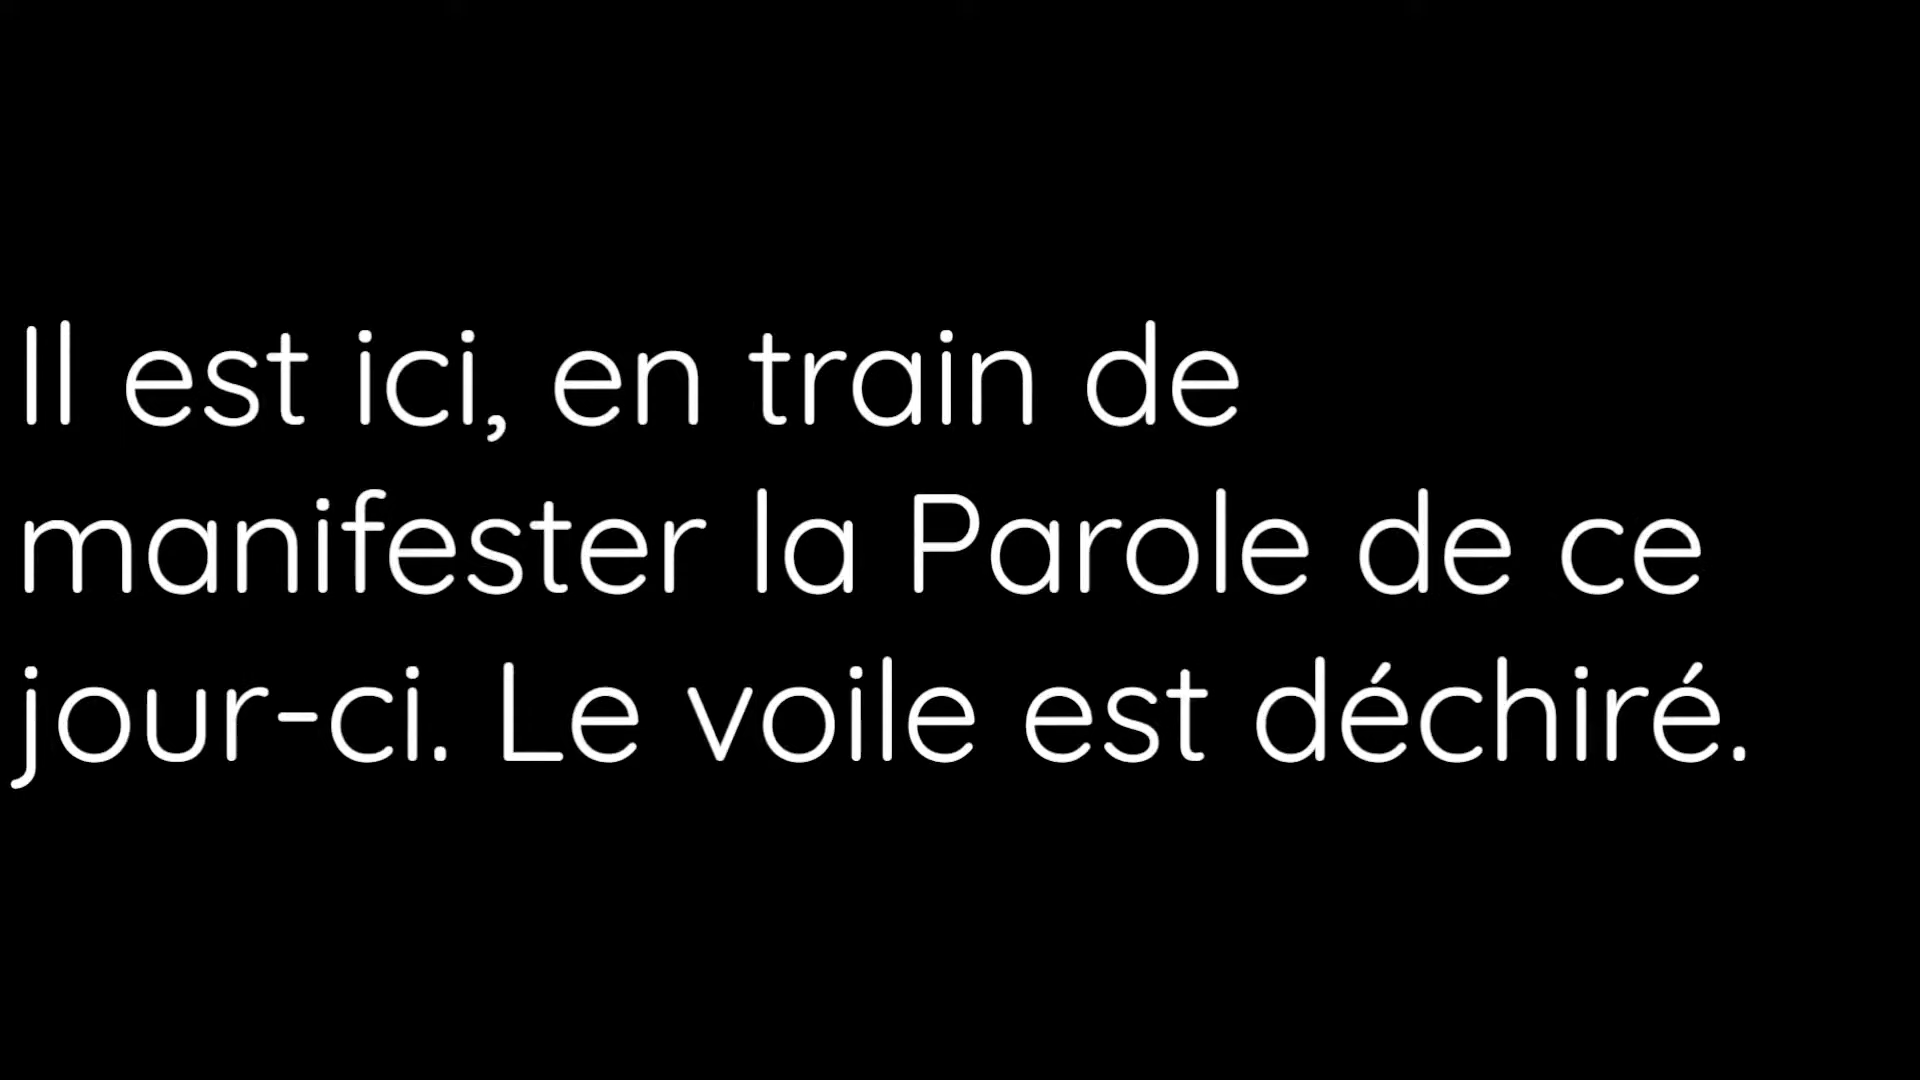 Il est ici, en train de
manifester la Parole de ce
jour-ci. Le voile est déchiré.